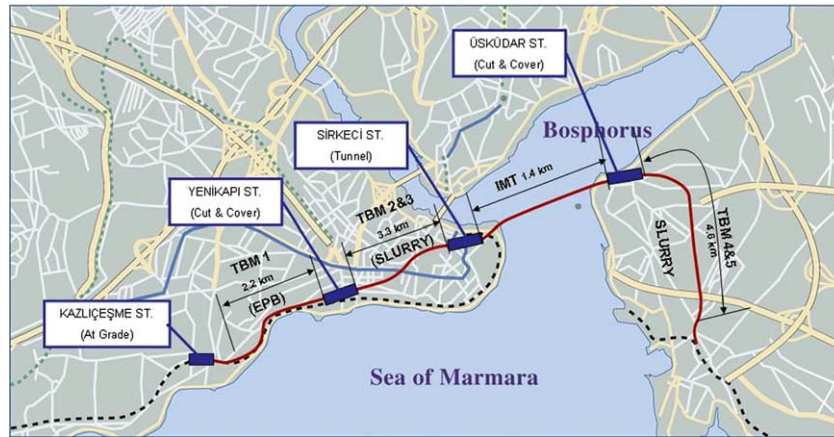 ÜSKÜDAR ST.
(Cut & Cover)
Bosphorus
SİRKECİ ST.
(Tunnel)
IMT 1.4 km
YENİKAPI ST.
(Cut & Cover)
TBM 2&3
3.3 km
(SLURRY)
TBM 4&5
4.6 km
SLURRY
TBM 1
2.2 km
(EPB)
KAZLIÇEŞME ST.
(At Grade)
Sea of Marmara